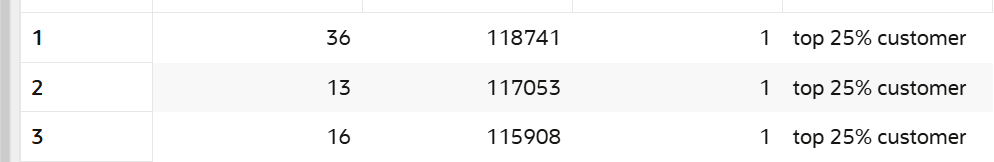 1 36 118741 1 top 25% customer
2 13 117053 1 top 25% customer
3 16 115908 1 top 25% customer